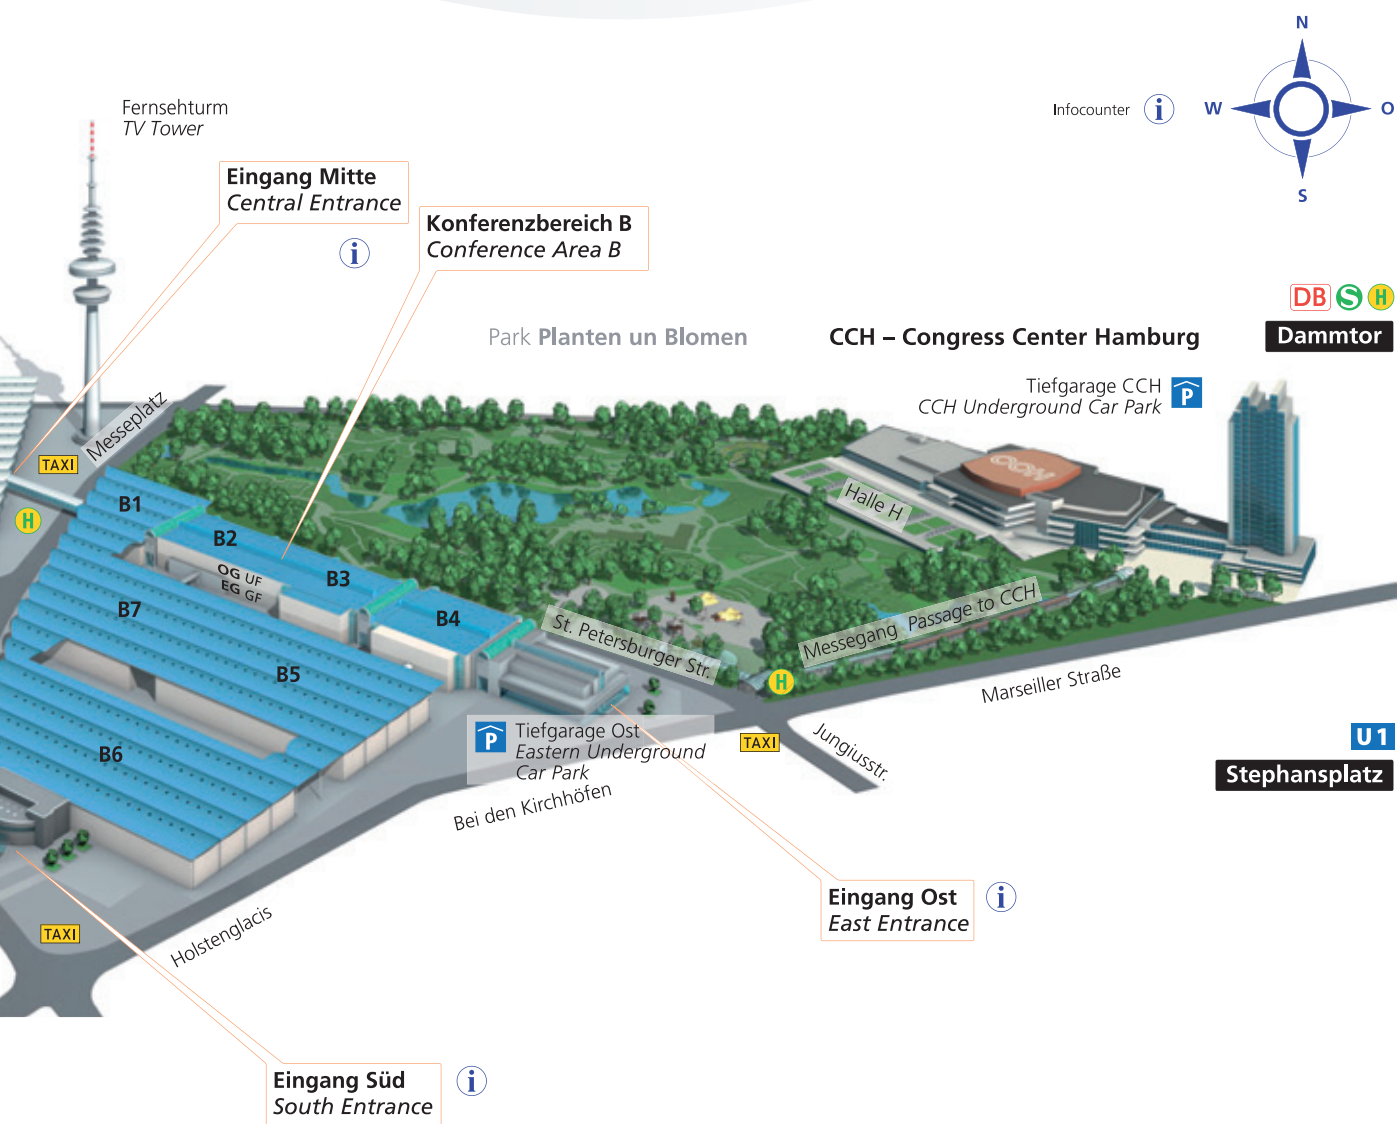 N
Infocounter i
W
O
S
Fernsehturm
TV Tower
Eingang Mitte
Central Entrance
i
Konferenzbereich B
Conference Area B
DB S H
Dammtor
Park Planten un Blomen
CCH – Congress Center Hamburg
Tiefgarage CCH
CCH Underground Car Park
P
Messeplatz
TAXI
H
CCH
Halle H
B1
B2
OG UF
EG GF
B3
B4
B7
B5
B6
St. Petersburger Str.
Messegang Passage to CCH
H
Marseiller Straße
P
Tiefgarage Ost
Eastern Underground
Car Park
TAXI
Jungiusstr.
Bei den Kirchhöfen
U1
Stephansplatz
Eingang Ost
East Entrance
i
TAXI
Holstenglacis
Eingang Süd
South Entrance
i